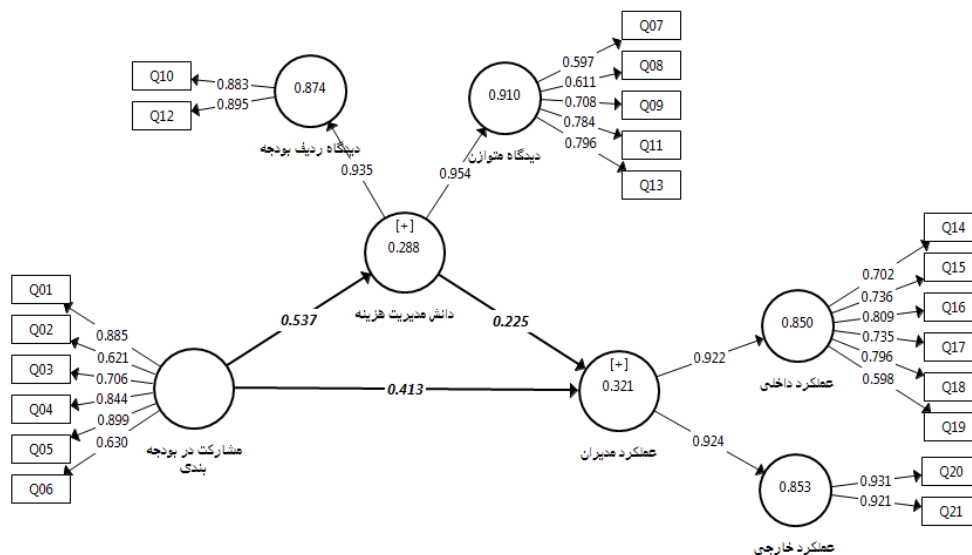 Q07
Q08
Q09
Q11
Q13
0.597
0.611
0.708
0.784
0.796
Q10
Q12
0.883
0.895
0.874
0.910
دیدگاه ردیف بودجه
دیدگاه متوازن
0.935
0.954
[+]
0.288
دانش مدیریت هزینه
Q01
Q02
Q03
Q04
Q05
Q06
0.885
0.621
0.706
0.844
0.899
0.630
مشارکت در بودجه
بندی
0.537
0.225
0.413
[+]
0.321
عملکرد مدیران
0.922
0.924
0.850
عملکرد داخلی
Q14
Q15
Q16
Q17
Q18
Q19
0.702
0.736
0.809
0.735
0.796
0.598
0.853
عملکرد خارجی
0.931
0.921
Q20
Q21